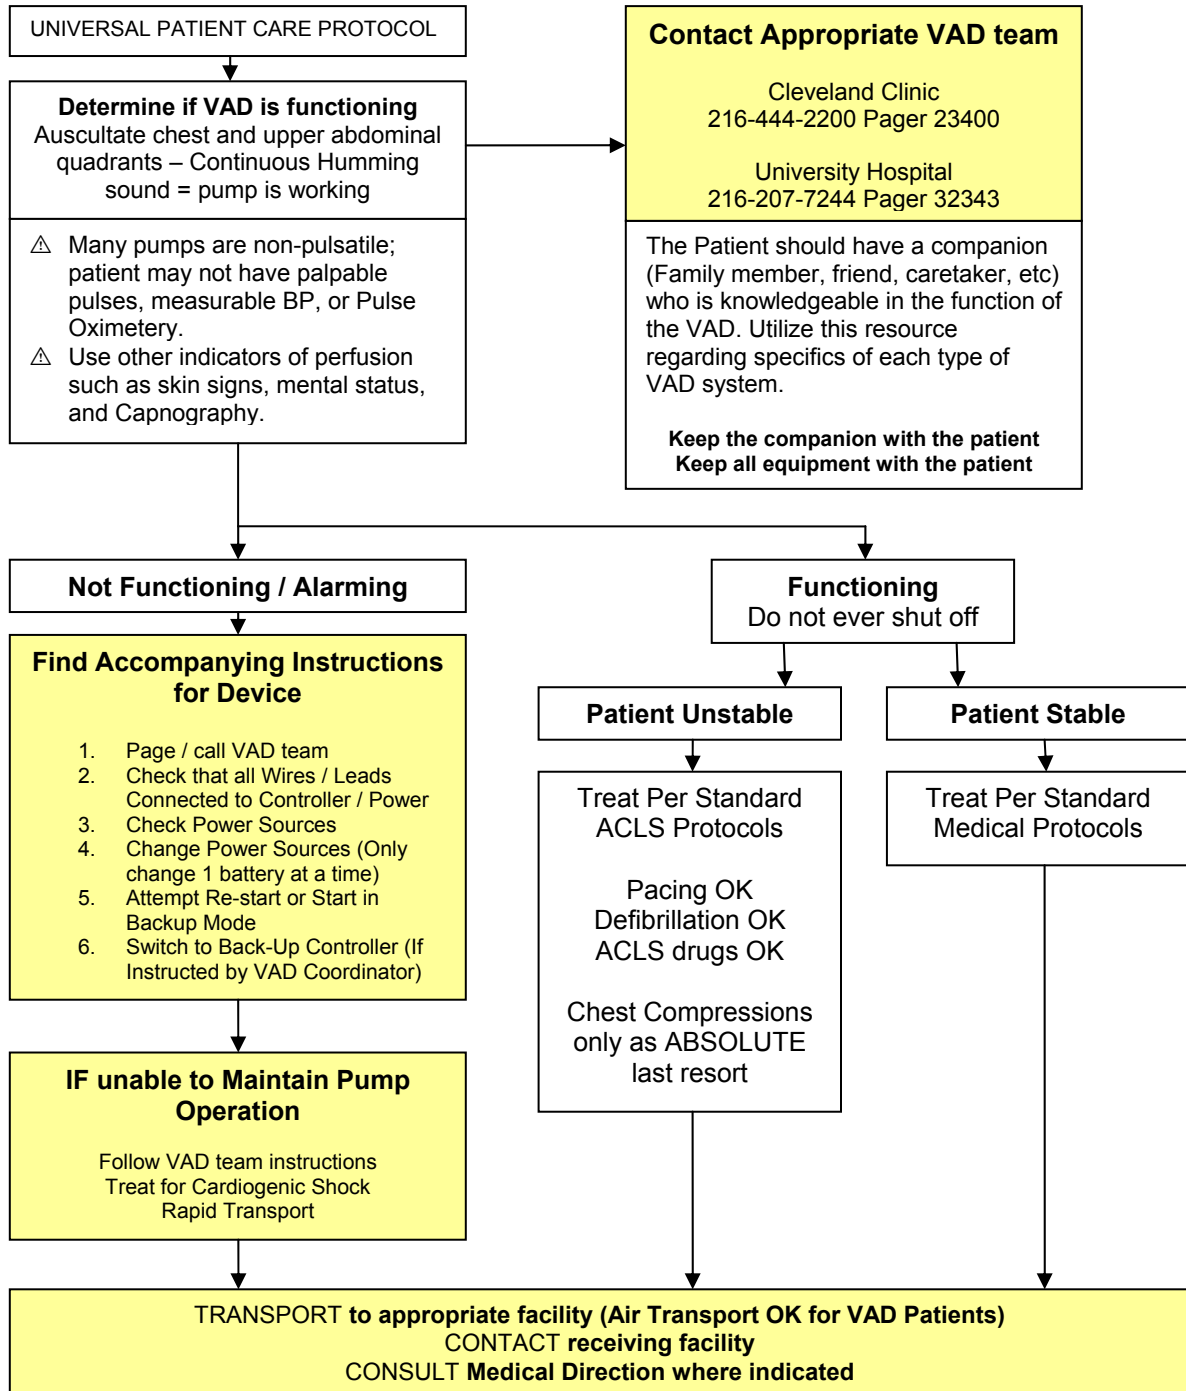 UNIVERSAL PATIENT CARE PROTOCOL
Determine if VAD is functioning
Auscultate chest and upper abdominal
quadrants – Continuous Humming
sound = pump is working
⚠ Many pumps are non-pulsatile;
patient may not have palpable
pulses, measurable BP, or Pulse
Oximetery.
⚠ Use other indicators of perfusion
such as skin signs, mental status,
and Capnography.
Contact Appropriate VAD team
Cleveland Clinic
216-444-2200 Pager 23400
University Hospital
216-207-7244 Pager 32343
The Patient should have a companion
(Family member, friend, caretaker, etc)
who is knowledgeable in the function of
the VAD. Utilize this resource
regarding specifics of each type of
VAD system.
Keep the companion with the patient
Keep all equipment with the patient
Not Functioning / Alarming
Find Accompanying Instructions
for Device
1. Page / call VAD team
2. Check that all Wires / Leads
Connected to Controller / Power
3. Check Power Sources
4. Change Power Sources (Only
change 1 battery at a time)
5. Attempt Re-start or Start in
Backup Mode
6. Switch to Back-Up Controller (If
Instructed by VAD Coordinator)
IF unable to Maintain Pump
Operation
Follow VAD team instructions
Treat for Cardiogenic Shock
Rapid Transport
Functioning
Do not ever shut off
Patient Unstable
Treat Per Standard
ACLS Protocols
Pacing OK
Defibrillation OK
ACLS drugs OK
Chest Compressions
only as ABSOLUTE
last resort
Patient Stable
Treat Per Standard
Medical Protocols
TRANSPORT to appropriate facility (Air Transport OK for VAD Patients)
CONTACT receiving facility
CONSULT Medical Direction where indicated